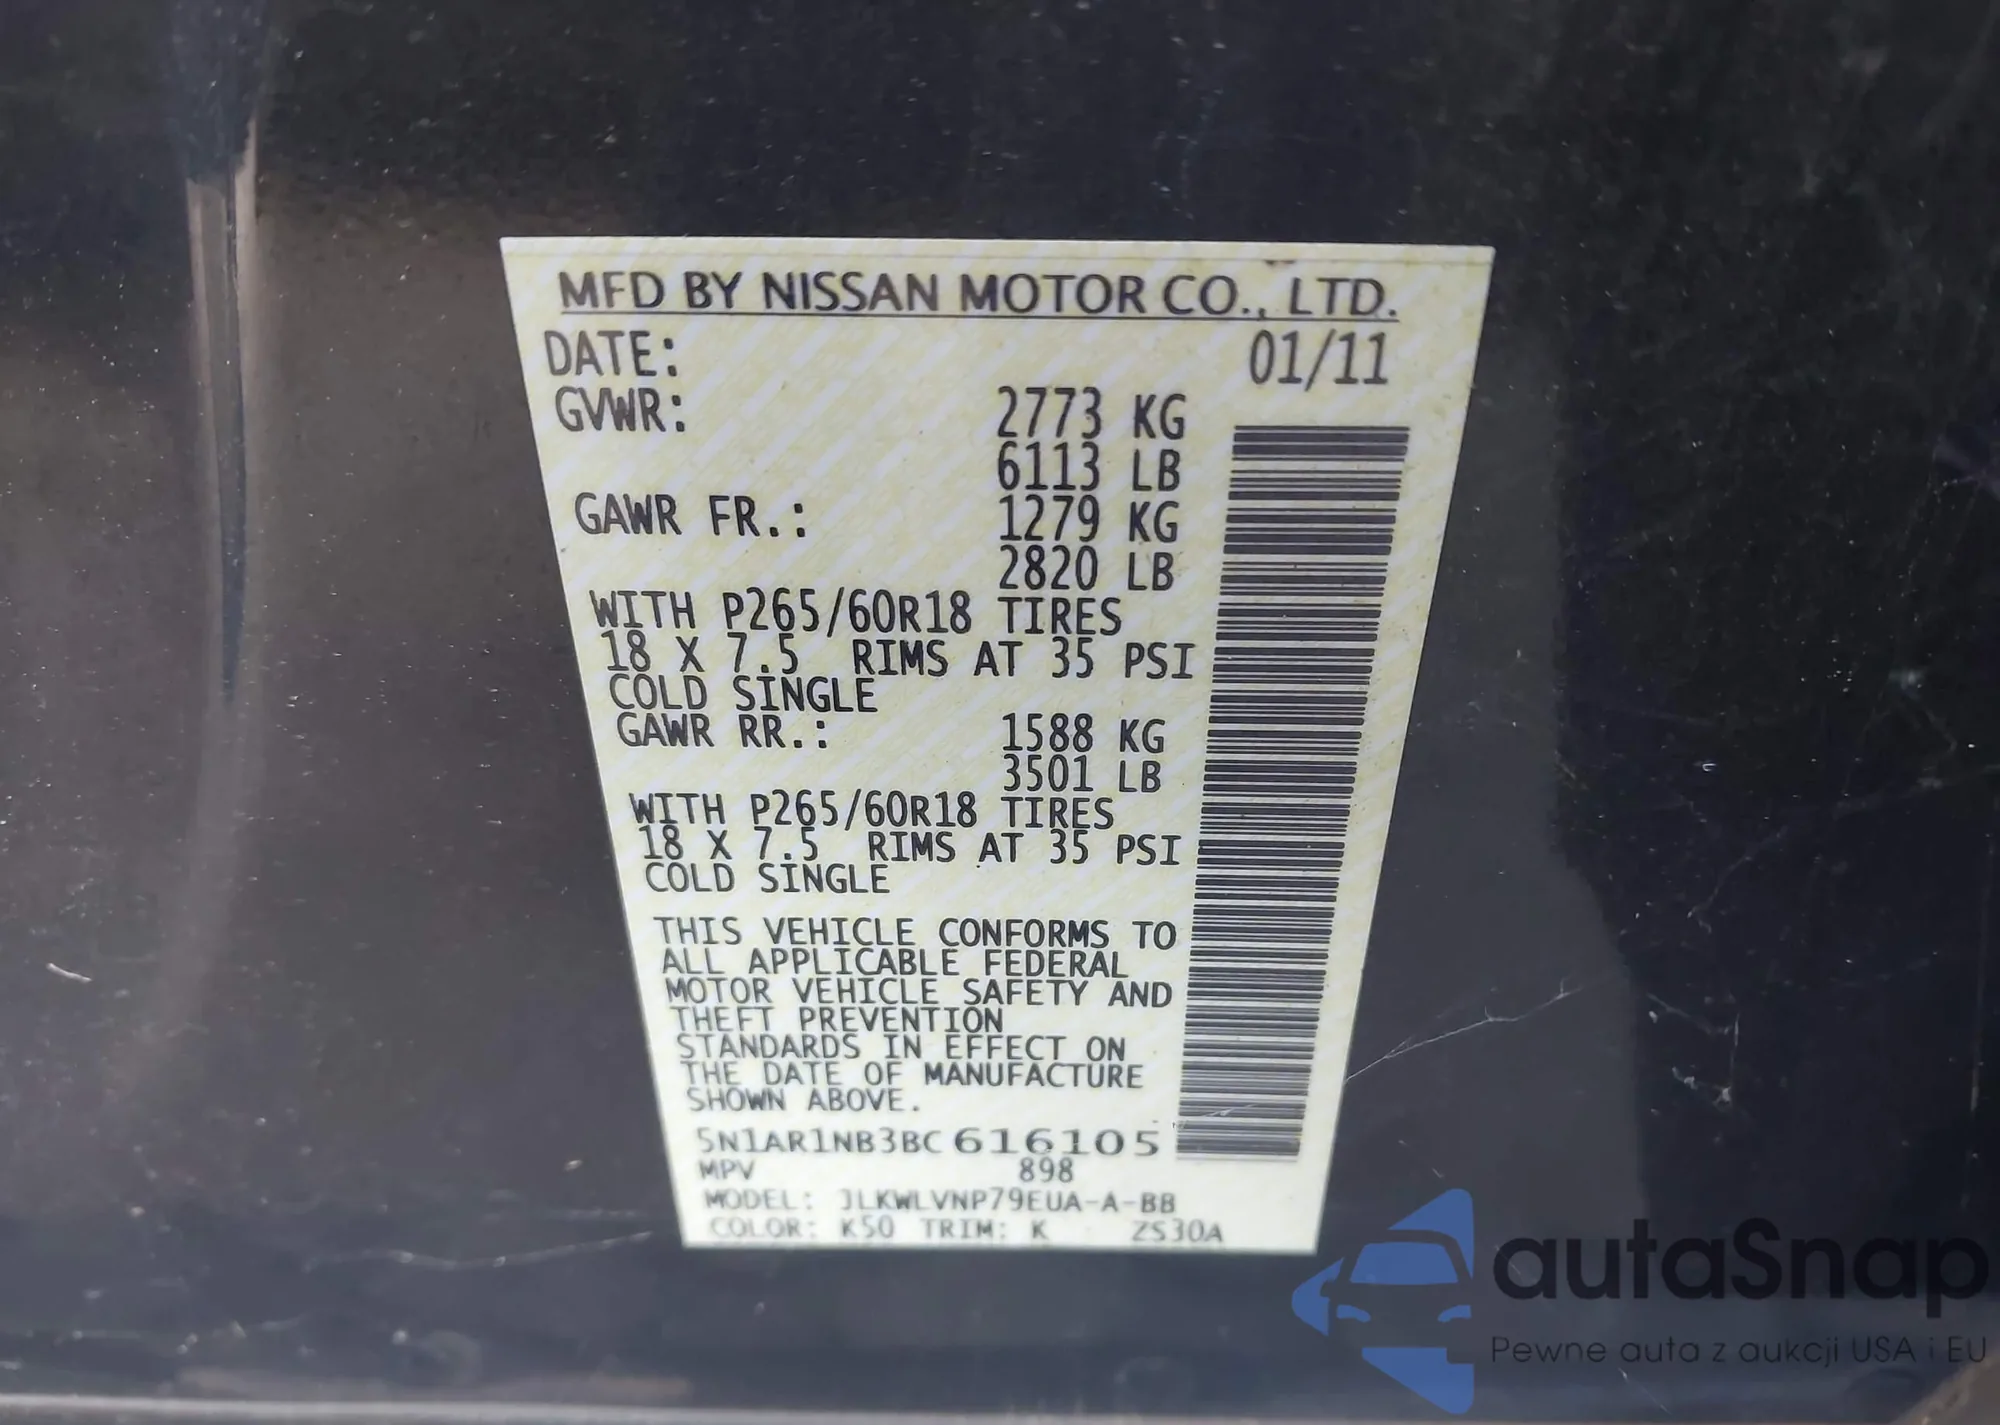 MFD BY NISSAN MOTOR CO., LTD.
DATE: 01/11
GVWR: 2773 KG
6113 LB
GAWR FR.: 1279 KG
2820 LB
WITH P265/60R18 TIRES
18 X 7.5 RIMS AT 35 PSI
COLD SINGLE
GAWR RR.: 1588 KG
3501 LB
WITH P265/60R18 TIRES
18 X 7.5 RIMS AT 35 PSI
COLD SINGLE
THIS VEHICLE CONFORMS TO
ALL APPLICABLE FEDERAL
MOTOR VEHICLE SAFETY AND
THEFT PREVENTION
STANDARDS IN EFFECT ON
THE DATE OF MANUFACTURE
SHOWN ABOVE.
5N1AR1NB3BC616105
MPV 898
MODEL: JLKWLVNP79EUA-A-BB
COLOR: K50 TRIM: K ZS30A
autaSnap
Pewne auta z aukcji USA i EU